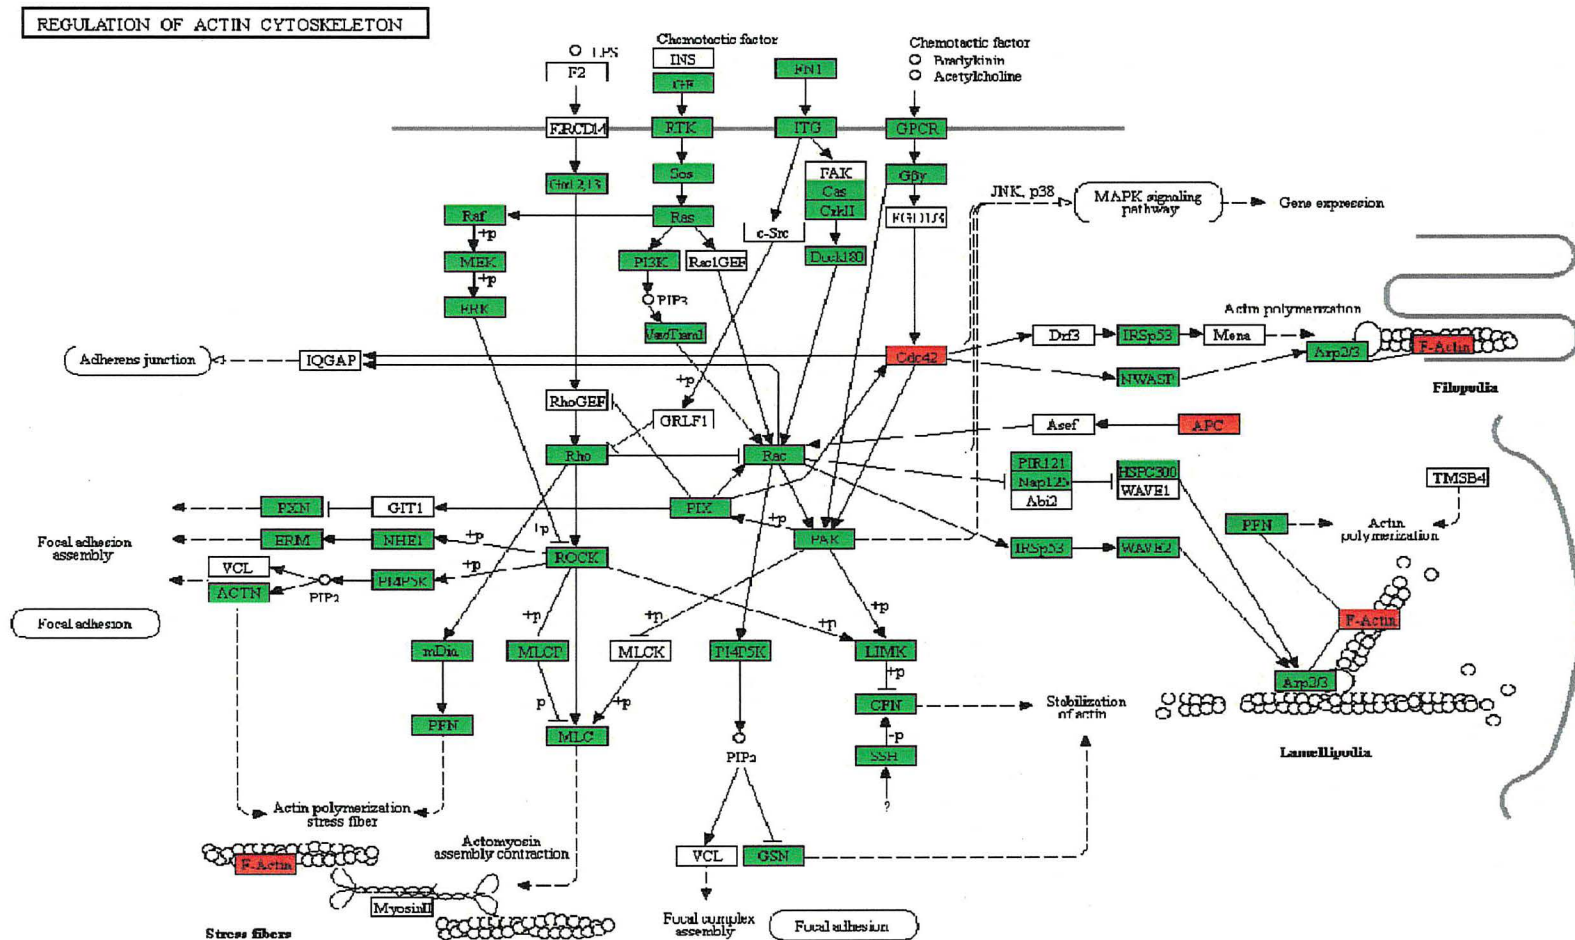 REGULATION OF ACTIN CYTOSKELETON
LPS
F2
Chemotactic factor
INS
GF
FN1
Chemotactic factor
Bradykinin
Acetylcholine
RTK
ITG
GPCR
Gα12,13
Sos
FAK
Cas
CrkII
Gβγ
JNK, p38
MAPK signaling
pathway
Gene expression
Raf
Ras
c-Src
+p
MEK
PI3K
Rac1GEF
Dock180
+p
ERK
PIP3
Actin polymerization
Adherens junction
IQGAP
Cdc42
Drf3
IRSp53
Mena
Arp2/3
F-Actin
NWASP
Filopodia
+p
RhoGEF
GRLF1
Asef
APC
Rho
Rac
PIR121
Nap125
Abi2
HSPC300
WAVE1
TMSB4
PXN
GIT1
PIX
+p
+p
PFN
Actin
polymerization
Focal adhesion
assembly
ERM
NHE1
+p
ROCK
PAK
IRSp53
WAVE2
VCL
ACTN
PIP2
PI4P5K
+p
Focal adhesion
+p
+p
+p
+p
F-Actin
mDia
MLCP
MLCK
PI4P5K
LIMK
+p
Arp2/3
p
+p
CFN
Stabilization
of actin
PFN
MLC
-p
SSH
PIP2
Lamellipodia
?
Actin polymerization
stress fiber
F-Actin
Actomyosin
assembly contraction
VCL
GSN
MyosinII
Focal complex
assembly
Focal adhesion
Stress fibers